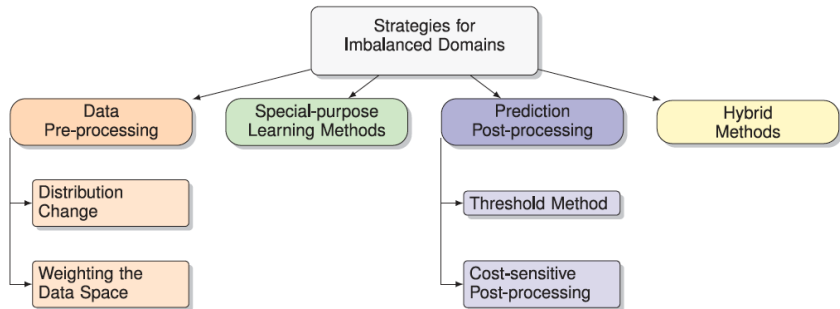 Strategies for
Imbalanced Domains
Data
Pre-processing
Special-purpose
Learning Methods
Prediction
Post-processing
Hybrid
Methods
Distribution
Change
Threshold Method
Weighting the
Data Space
Cost-sensitive
Post-processing